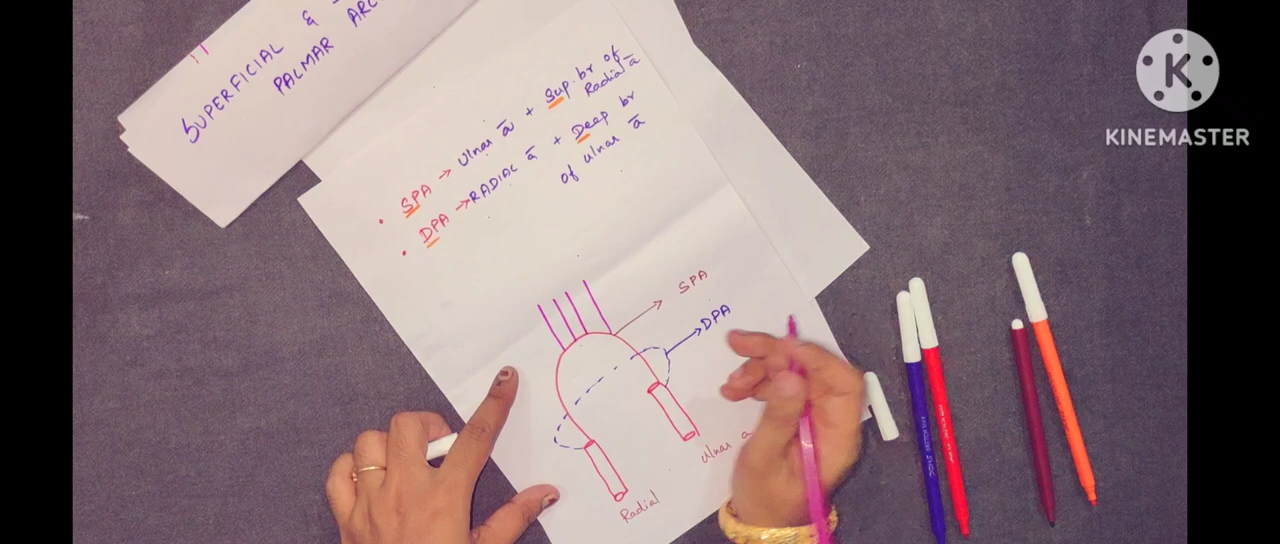 SUPERFICIAL &
PALMAR ARC
• SPA → Ulnar a̅ + Sup. br of
Radial a̅
• DPA → RADIAL a̅ + Deep br
of ulnar a̅
SPA
DPA
Ulnar a
Radial
K
KINEMASTER